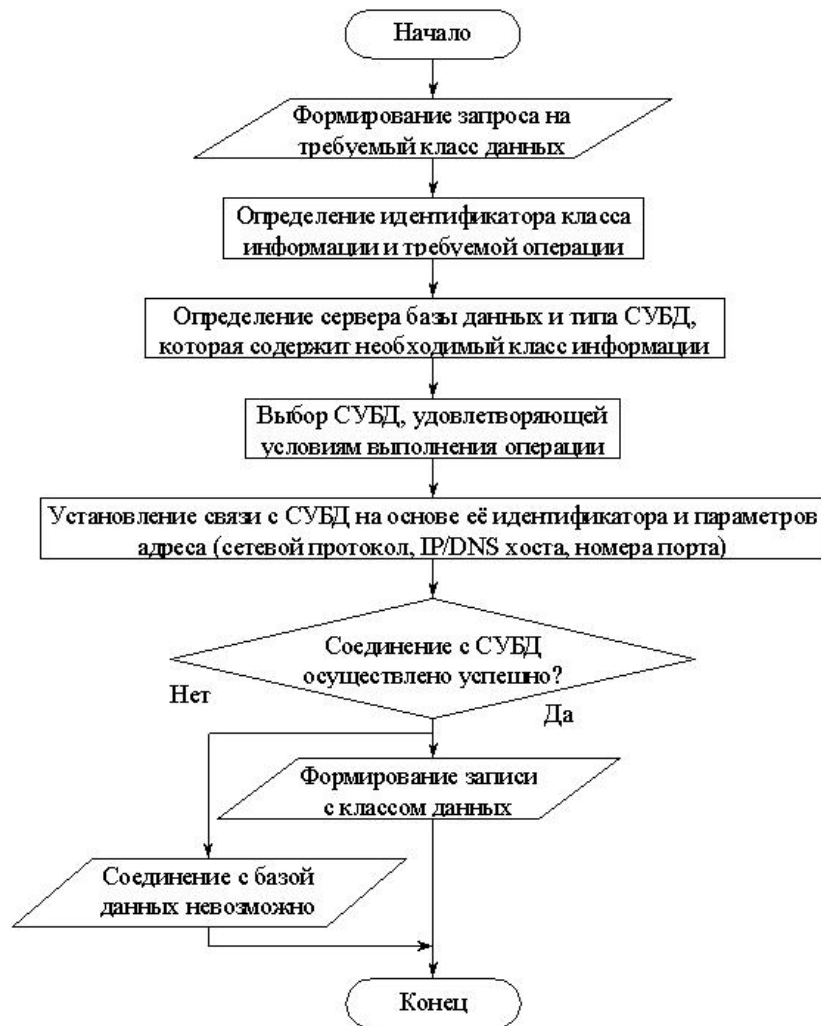 Начало
Формирование запроса на
требуемый класс данных
Определение идентификатора класса
информации и требуемой операции
Определение сервера базы данных и типа СУБД,
которая содержит необходимый класс информации
Выбор СУБД, удовлетворяющей
условиям выполнения операции
Установление связи с СУБД на основе её идентификатора и параметров
адреса (сетевой протокол, IP/DNS хоста, номера порта)
Соединение с СУБД
осуществлено успешно?
Нет
Да
Формирование записи
с классом данных
Соединение с базой
данных невозможно
Конец